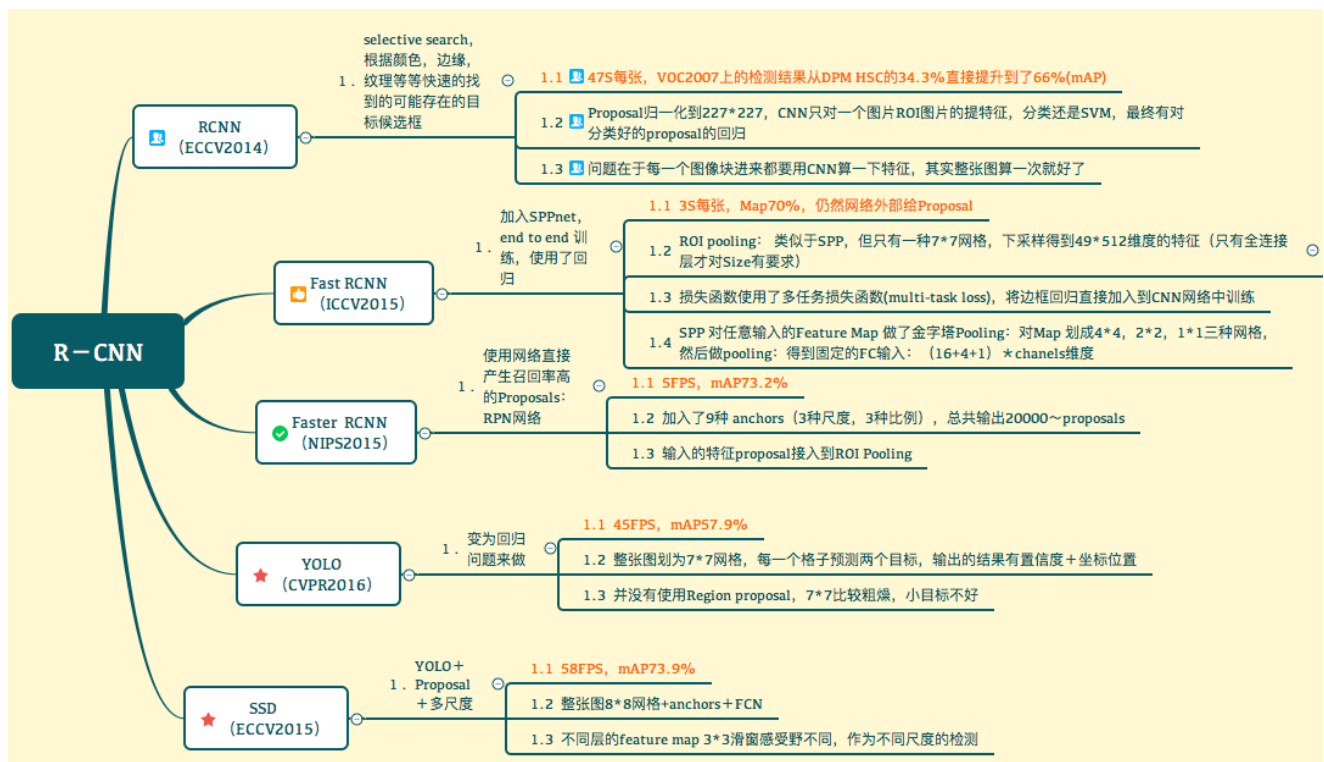 R－CNN
RCNN
（ECCV2014）
1．
selective search，
根据颜色，边缘，
纹理等等快速的找
到的可能存在的目
标候选框
1.1 47S每张，VOC2007上的检测结果从DPM HSC的34.3%直接提升到了66%(mAP)
1.2 Proposal归一化到227*227，CNN只对一个图片ROI图片的提特征，分类还是SVM，最终有对
分类好的proposal的回归
1.3 问题在于每一个图像块进来都要用CNN算一下特征，其实整张图算一次就好了
Fast RCNN
（ICCV2015）
1．
加入SPPnet，
end to end 训
练，使用了回
归
1.1 3S每张，Map70%，仍然网络外部给Proposal
1.2 ROI pooling： 类似于SPP，但只有一种7*7网格，下采样得到49*512维度的特征（只有全连接
层才对Size有要求）
1.3 损失函数使用了多任务损失函数(multi-task loss)，将边框回归直接加入到CNN网络中训练
1.4 SPP 对任意输入的Feature Map 做了金字塔Pooling：对Map 划成4*4，2*2，1*1三种网格，
然后做pooling：得到固定的FC输入：（16+4+1）＊chanels维度
Faster RCNN
（NIPS2015）
1．
使用网络直接
产生召回率高
的Proposals：
RPN网络
1.1 5FPS，mAP73.2%
1.2 加入了9种 anchors（3种尺度，3种比例），总共输出20000～proposals
1.3 输入的特征proposal接入到ROI Pooling
YOLO
（CVPR2016）
1．
变为回归
问题来做
1.1 45FPS，mAP57.9%
1.2 整张图划为7*7网格，每一个格子预测两个目标，输出的结果有置信度＋坐标位置
1.3 并没有使用Region proposal，7*7比较粗燥，小目标不好
SSD
（ECCV2015）
1．
YOLO＋
Proposal
＋多尺度
1.1 58FPS，mAP73.9%
1.2 整张图8*8网格+anchors＋FCN
1.3 不同层的feature map 3*3滑窗感受野不同，作为不同尺度的检测